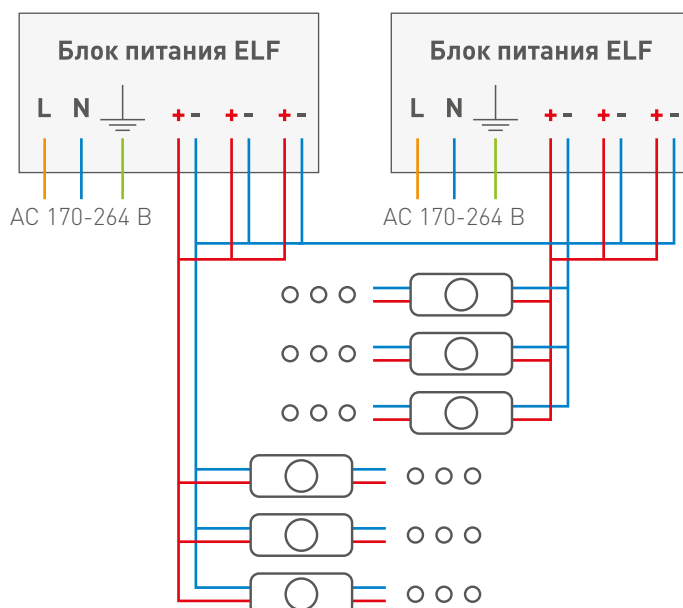 Блок питания ELF
L N + - + - + -
AC 170-264 В
Блок питания ELF
L N + - + - + -
AC 170-264 В